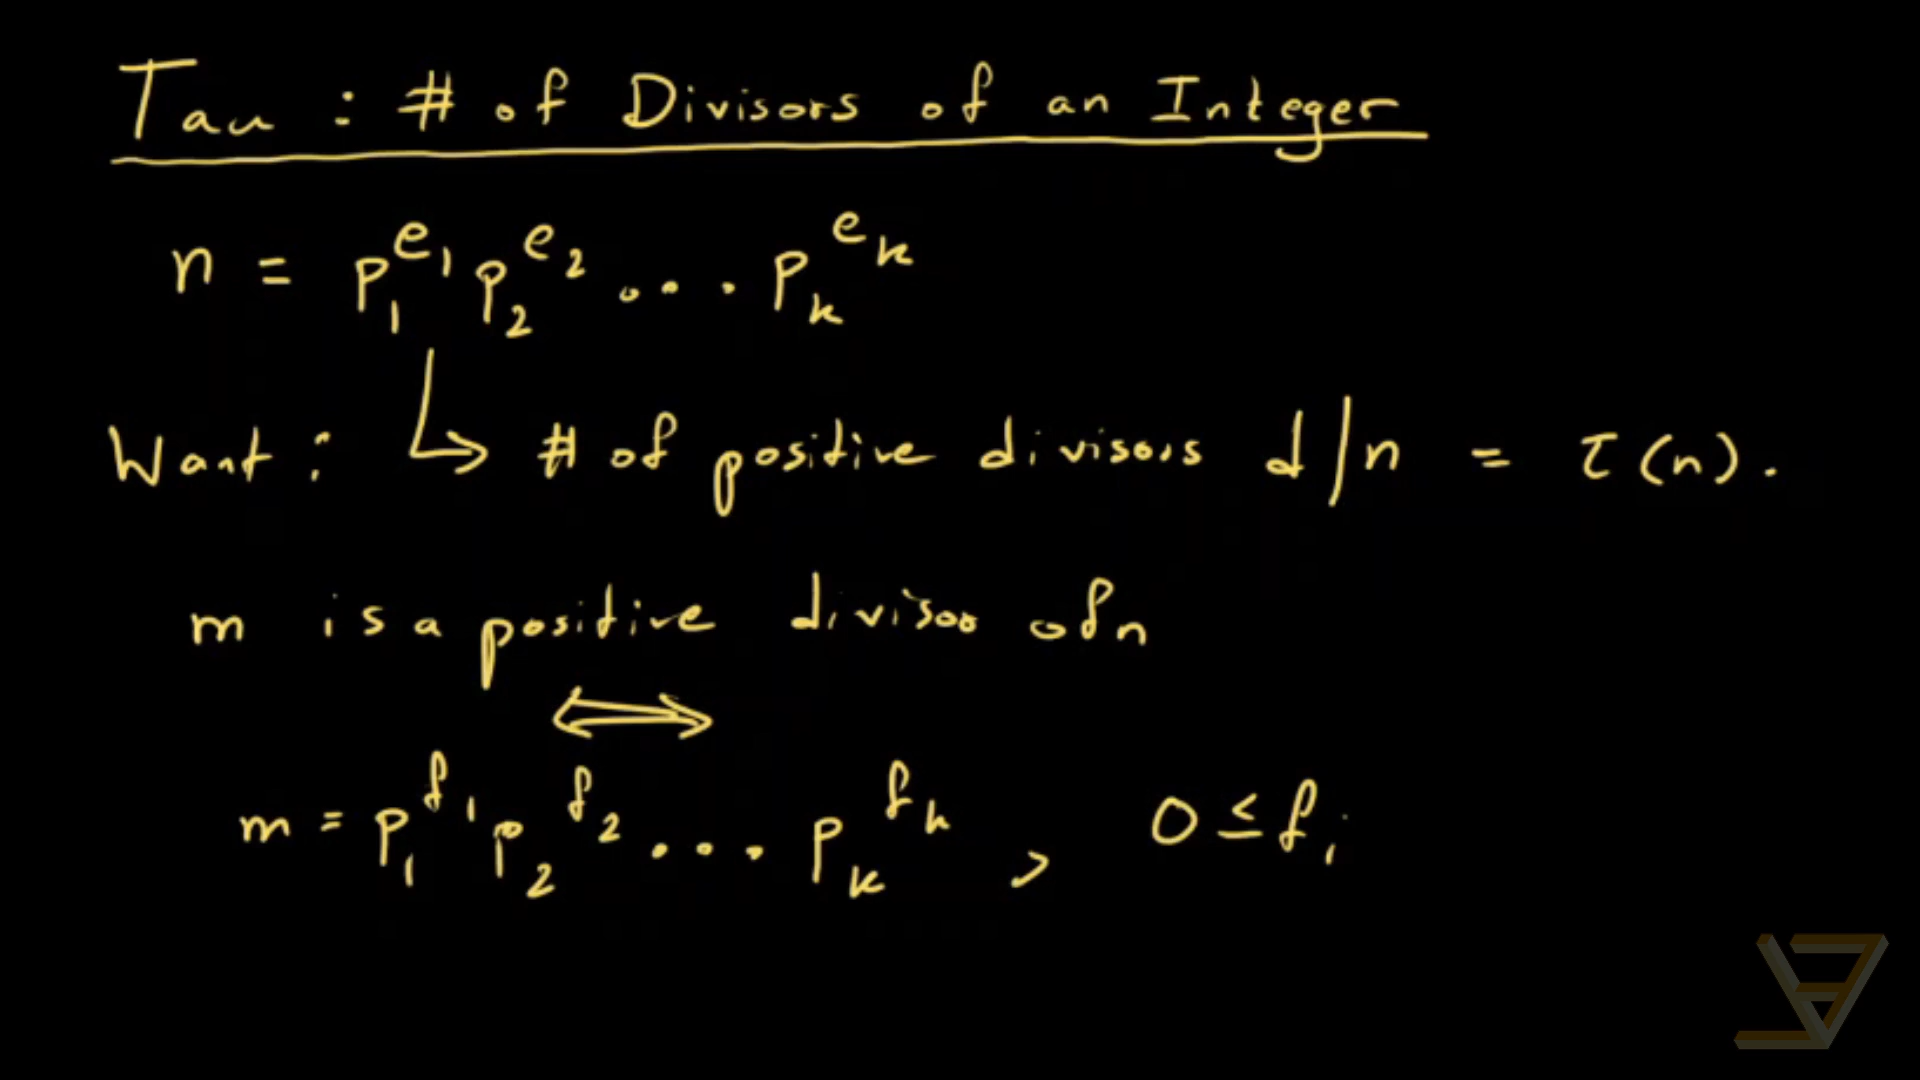 Tau : # of Divisors of an Integer
n = p₁^e₁ p₂^e₂ .... pₖ^eₖ
Want : ↳ # of positive divisors d|n = τ(n).
m is a positive divisor of n
⟺
m = p₁^f₁ p₂^f₂ ... pₖ^fₖ , 0 ≤ fᵢ